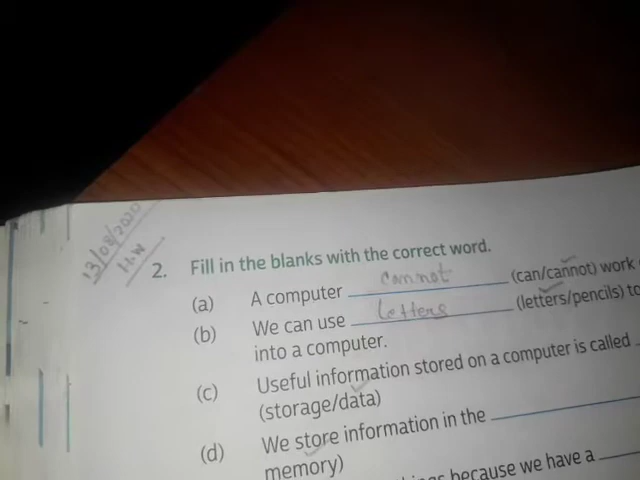 13/08/2020
H.W
2. Fill in the blanks with the correct word.
(a) A computer cannot (can/cannot) work
(b) We can use letters (letters/pencils) to
into a computer.
(c) Useful information stored on a computer is called
(storage/data)
(d) We store information in the
memory)
because we have a